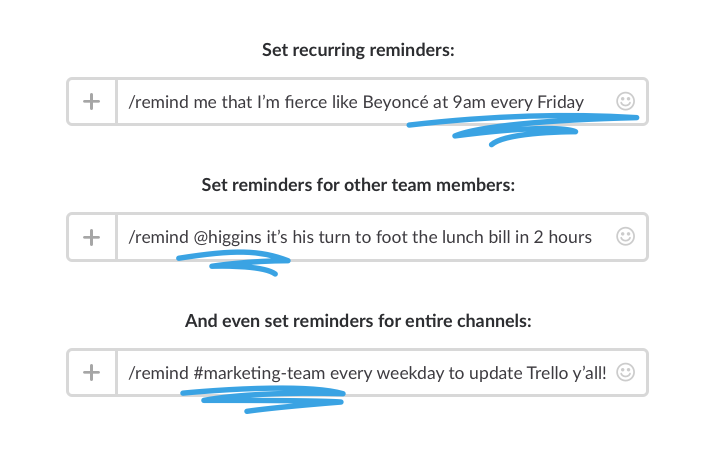 Set recurring reminders:
/remind me that I’m fierce like Beyoncé at 9am every Friday
Set reminders for other team members:
/remind @higgins it’s his turn to foot the lunch bill in 2 hours
And even set reminders for entire channels:
/remind #marketing-team every weekday to update Trello y’all!